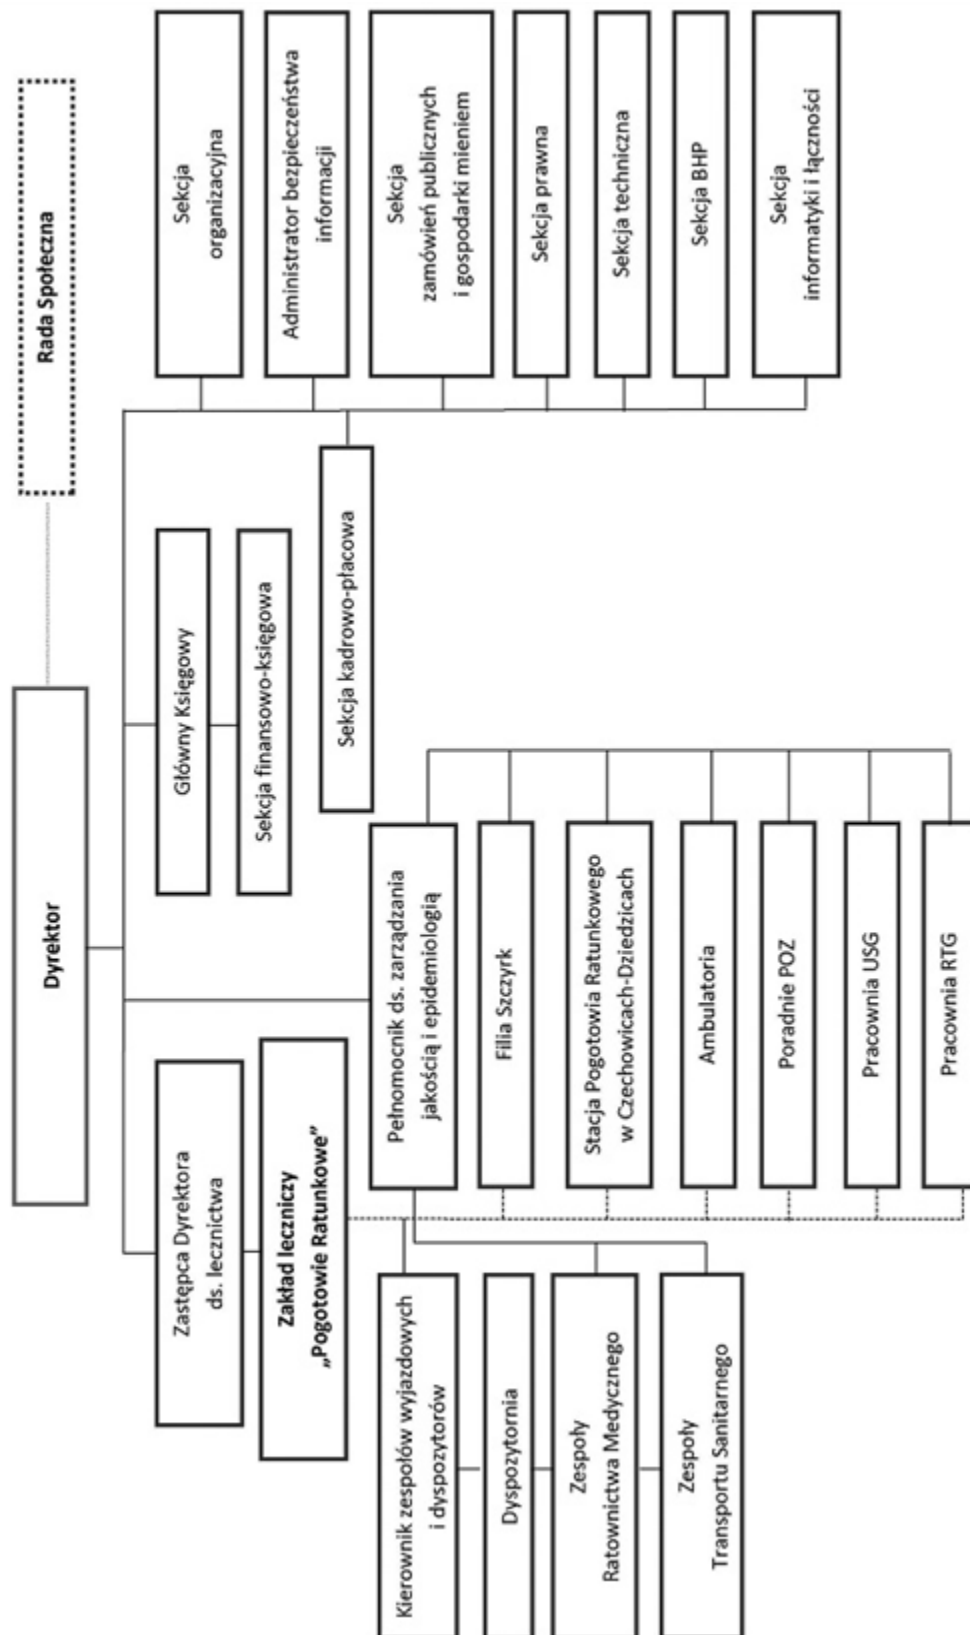 Dyrektor
Rada Społeczna
Zastępca Dyrektora
ds. lecznictwa
Zakład leczniczy
„Pogotowie Ratunkowe”
Główny Księgowy
Sekcja finansowo-księgowa
Sekcja kadrowo-płacowa
Sekcja
organizacyjna
Administrator bezpieczeństwa
informacji
Sekcja
zamówień publicznych
i gospodarki mieniem
Sekcja prawna
Sekcja techniczna
Sekcja BHP
Sekcja
informatyki i łączności
Pełnomocnik ds. zarządzania
jakością i epidemiologią
Filia Szczyrk
Stacja Pogotowia Ratunkowego
w Czechowicach-Dziedzicach
Ambulatoria
Poradnie POZ
Pracownia USG
Pracownia RTG
Kierownik zespołów wyjazdowych
i dyspozytorów
Dyspozytornia
Zespoły
Ratownictwa Medycznego
Zespoły
Transportu Sanitarnego